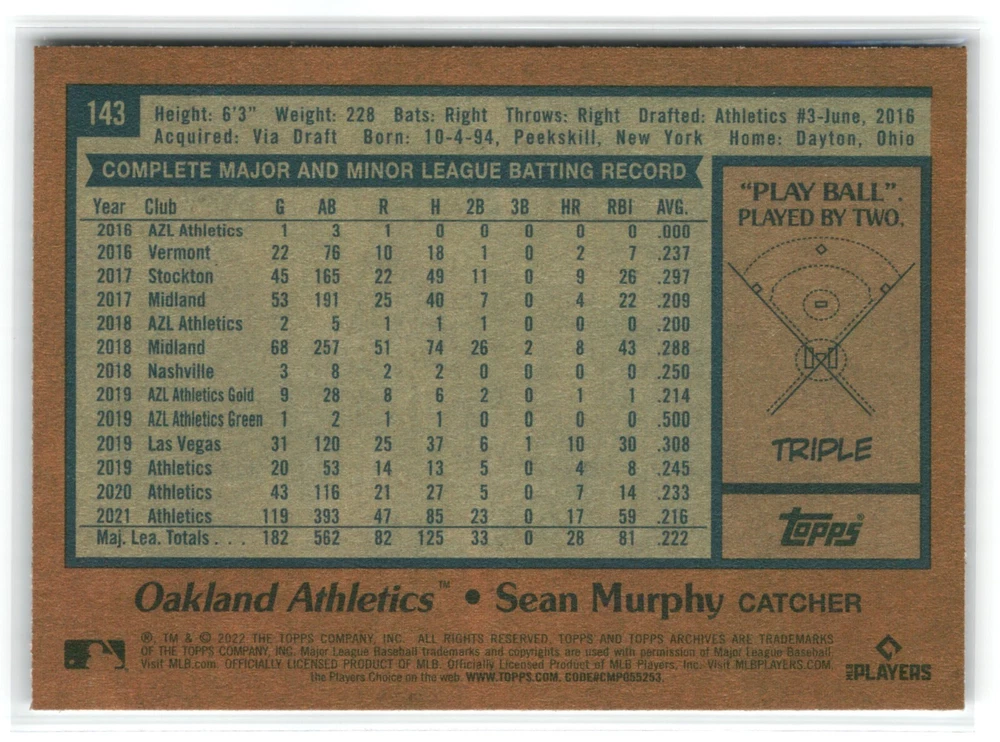 143
Height: 6'3" Weight: 228 Bats: Right Throws: Right Drafted: Athletics #3-June, 2016
Acquired: Via Draft Born: 10-4-94, Peekskill, New York Home: Dayton, Ohio
COMPLETE MAJOR AND MINOR LEAGUE BATTING RECORD
Year Club G AB R H 2B 3B HR RBI AVG.
2016 AZL Athletics 1 3 1 0 0 0 0 0 .000
2016 Vermont 22 76 10 18 1 0 2 7 .237
2017 Stockton 45 165 22 49 11 0 9 26 .297
2017 Midland 53 191 25 40 7 0 4 22 .209
2018 AZL Athletics 2 5 1 1 1 0 0 0 .200
2018 Midland 68 257 51 74 26 2 8 43 .288
2018 Nashville 3 8 2 2 0 0 0 0 .250
2019 AZL Athletics Gold 9 28 8 6 2 0 1 1 .214
2019 AZL Athletics Green 1 2 1 1 0 0 0 0 .500
2019 Las Vegas 31 120 25 37 6 1 10 30 .308
2019 Athletics 20 53 14 13 5 0 4 8 .245
2020 Athletics 43 116 21 27 5 0 7 14 .233
2021 Athletics 119 393 47 85 23 0 17 59 .216
Maj. Lea. Totals . . . 182 562 82 125 33 0 28 81 .222
"PLAY BALL".
PLAYED BY TWO.
TRIPLE
Topps®
Oakland Athletics™ • Sean Murphy CATCHER
®, TM & © 2022 THE TOPPS COMPANY, INC. ALL RIGHTS RESERVED. TOPPS AND TOPPS ARCHIVES ARE TRADEMARKS
OF THE TOPPS COMPANY, INC. Major League Baseball trademarks and copyrights are used with permission of Major League Baseball.
Visit MLB.com. OFFICIALLY LICENSED PRODUCT OF MLB. Officially Licensed Product of MLB Players, Inc. Visit MLBPLAYERS.COM,
the Players Choice on the web. WWW.TOPPS.COM. CODE#CMP055253.
MLB PLAYERS